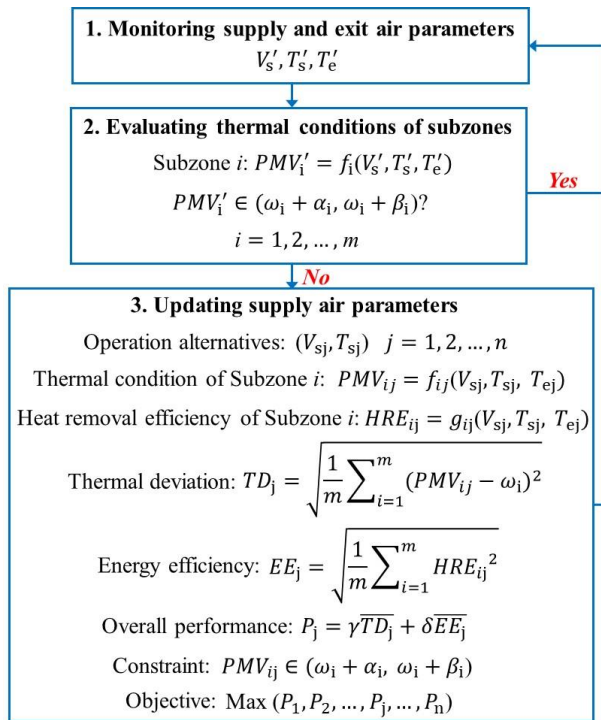 1. Monitoring supply and exit air parameters
V′ₛ, T′ₛ, T′ₑ
2. Evaluating thermal conditions of subzones
Subzone i: PMV′ᵢ = fᵢ(V′ₛ, T′ₛ, T′ₑ)
PMV′ᵢ ∈ (ωᵢ + αᵢ, ωᵢ + βᵢ)?
i = 1,2, ..., m
Yes
No
3. Updating supply air parameters
Operation alternatives: (Vₛⱼ, Tₛⱼ) j = 1,2, ..., n
Thermal condition of Subzone i: PMVᵢⱼ = fᵢⱼ(Vₛⱼ, Tₛⱼ, Tₑⱼ)
Heat removal efficiency of Subzone i: HREᵢⱼ = gᵢⱼ(Vₛⱼ, Tₛⱼ, Tₑⱼ)
Thermal deviation: TDⱼ = √(1/m ∑ᵢ₌₁ᵐ (PMVᵢⱼ − ωᵢ)²)
Energy efficiency: EEⱼ = √(1/m ∑ᵢ₌₁ᵐ HREᵢⱼ²)
Overall performance: Pⱼ = γT̅D̅ⱼ̅ + δE̅E̅ⱼ̅
Constraint: PMVᵢⱼ ∈ (ωᵢ + αᵢ, ωᵢ + βᵢ)
Objective: Max (P₁, P₂, ..., Pⱼ, ..., Pₙ)